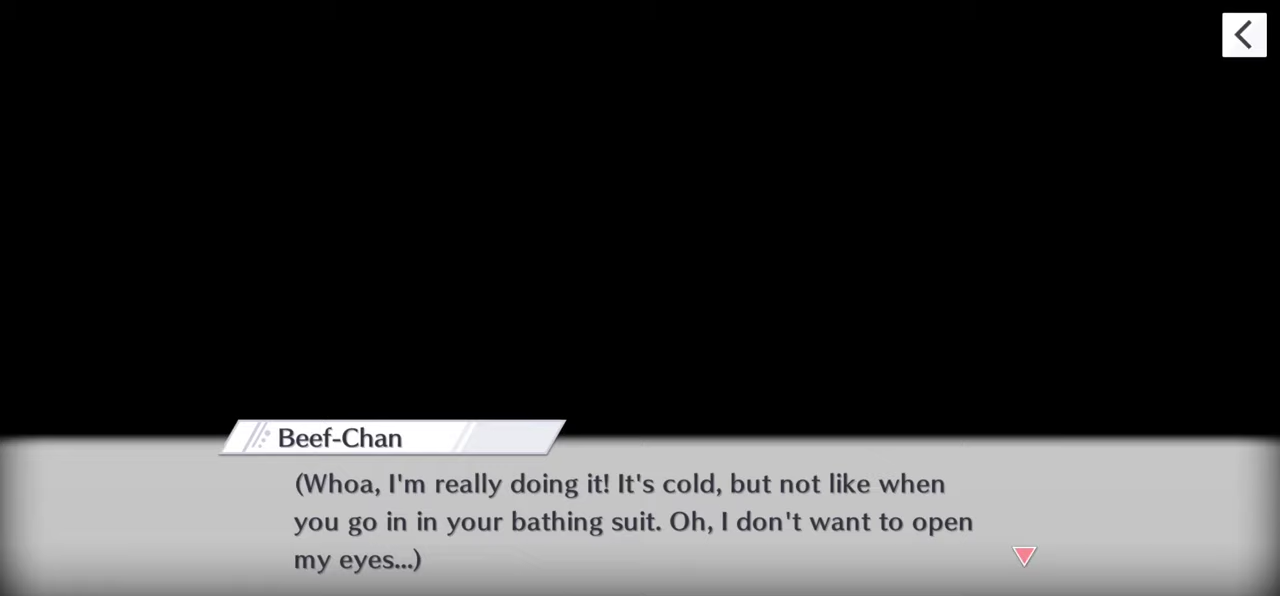 Beef-Chan
(Whoa, I'm really doing it! It's cold, but not like when
you go in in your bathing suit. Oh, I don't want to open
my eyes...)